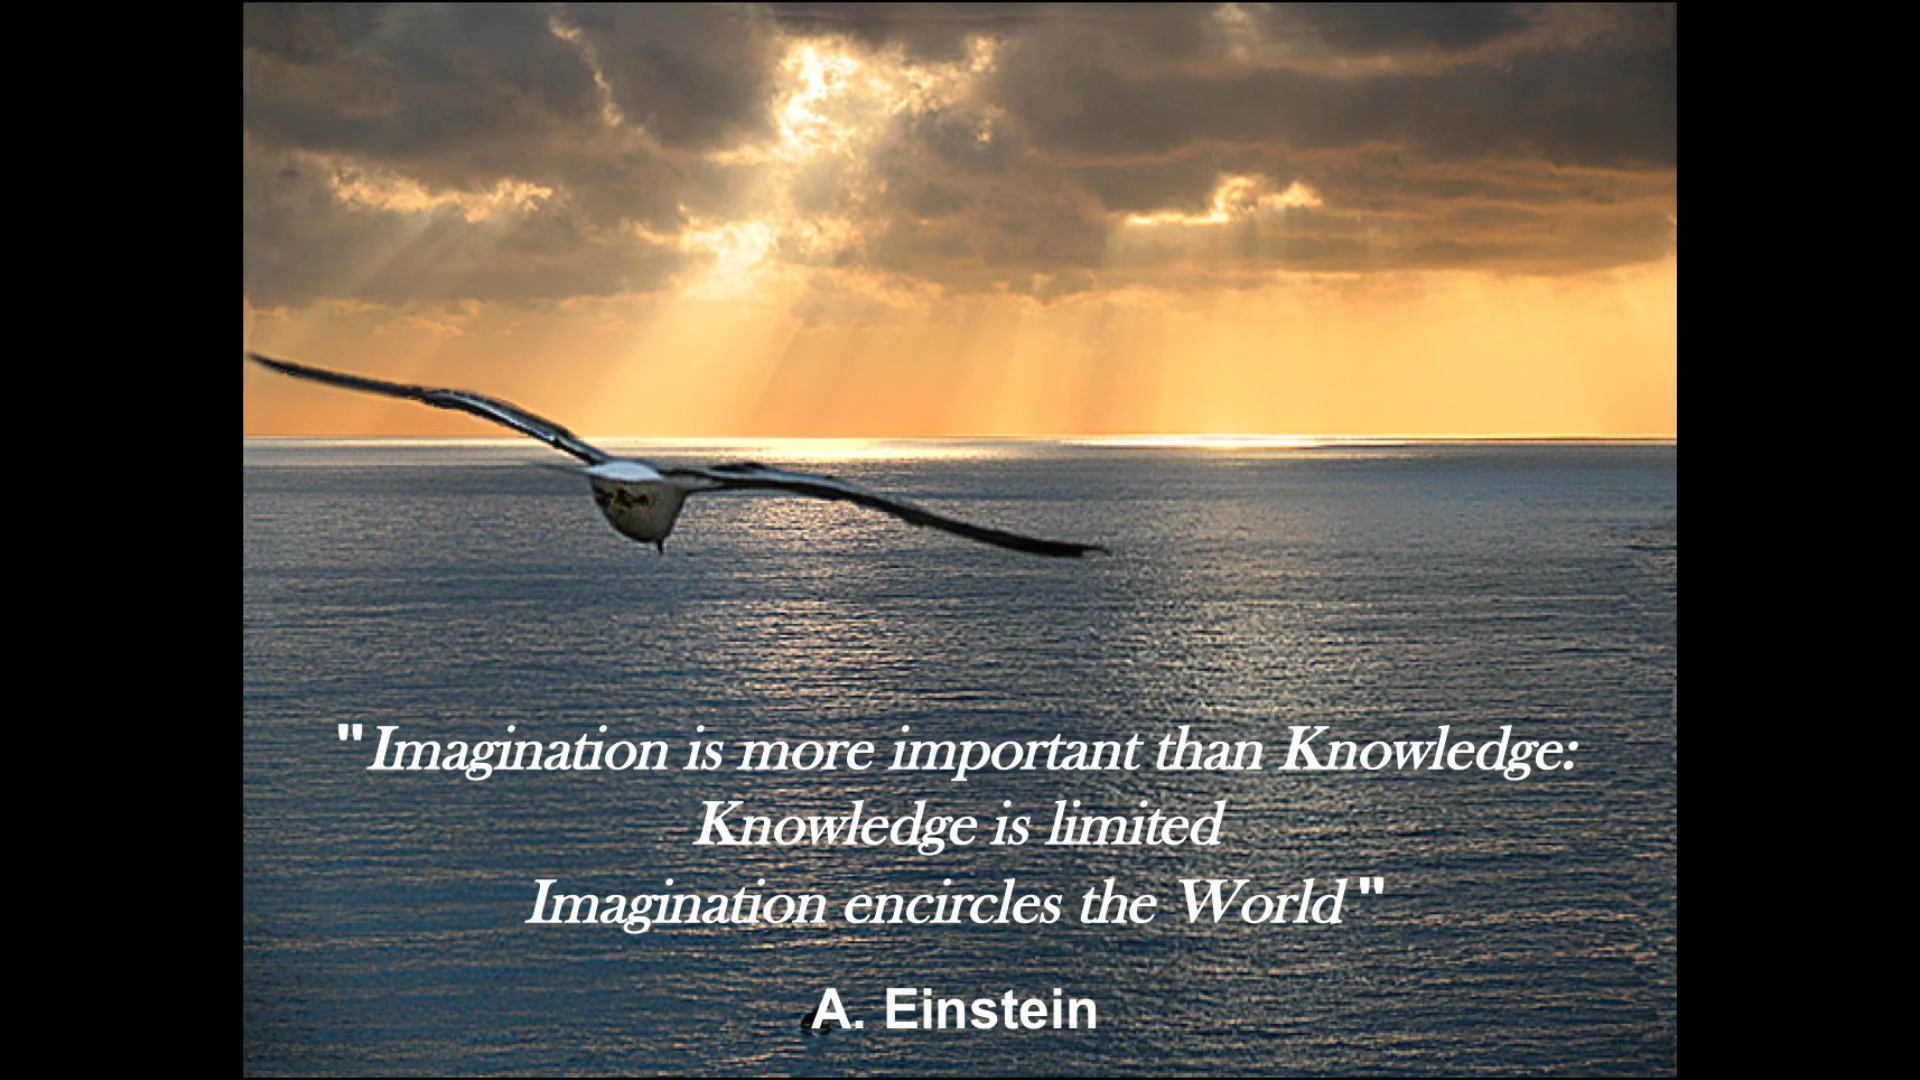 "Imagination is more important than Knowledge:
Knowledge is limited
Imagination encircles the World"
A. Einstein